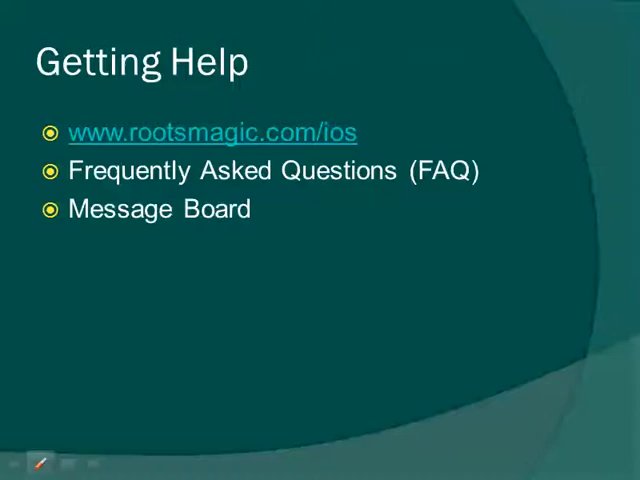 Getting Help
www.rootsmagic.com/ios
Frequently Asked Questions (FAQ)
Message Board